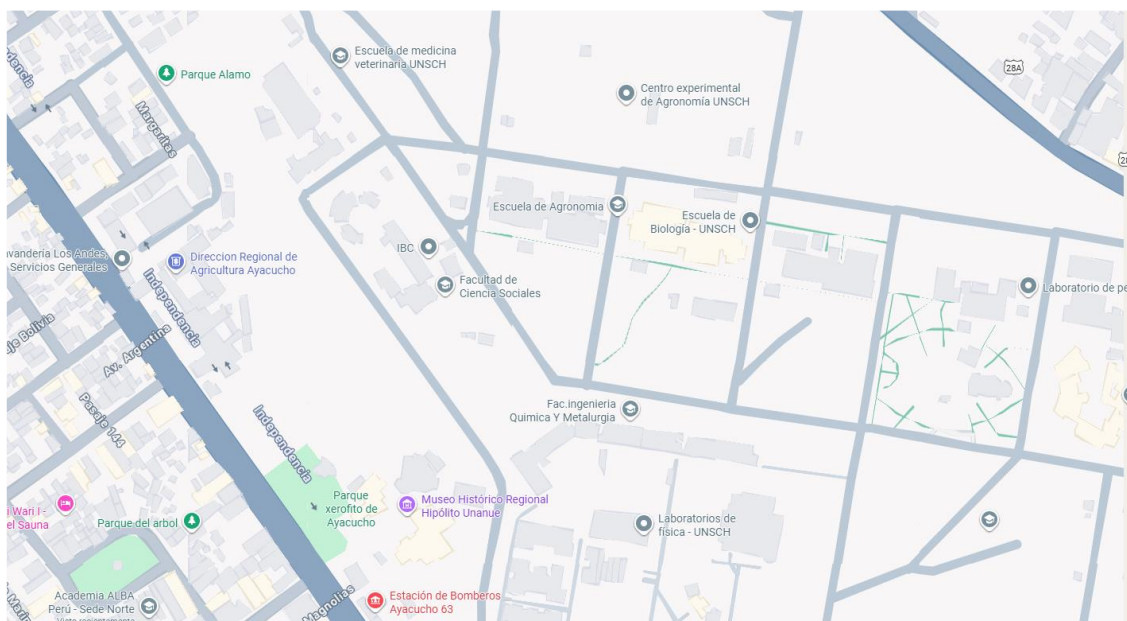 Escuela de medicina
veterinaria UNSCH
28A
Parque Alamo
Centro experimental
de Agronomía UNSCH
Margaritas
Escuela de Agronomia
Escuela de
Biología - UNSCH
IBC
Direccion Regional de
Agricultura Ayacucho
Servicios Generales
Los Andes,
Facultad de
Ciencia Sociales
Laboratorio de
Independencia
Bolivia
Av. Argentina
Pasaje 144
Fac.ingenieria
Quimica Y Metalurgia
Independencia
Parque
xerofito de
Ayacucho
Museo Histórico Regional
Hipólito Unanue
Wari I -
Sauna
Parque del arbol
Laboratorios de
física - UNSCH
Academia ALBA
Perú - Sede Norte
Estación de Bomberos
Ayacucho 63
Magnolias